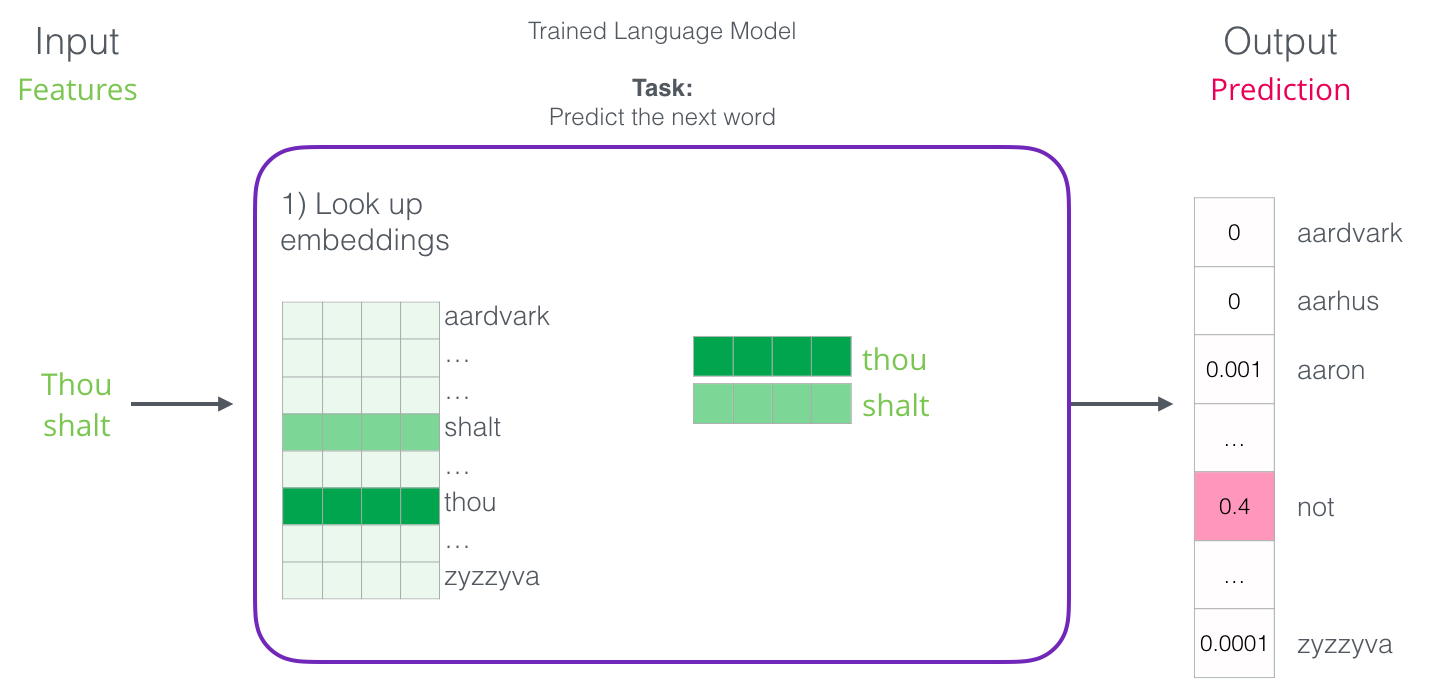 Input
Features
Trained Language Model
Task:
Predict the next word
Output
Prediction
1) Look up
embeddings
Thou
shalt
aardvark
...
...
shalt
...
thou
...
zyzzyva
thou
shalt
0 aardvark
0 aarhus
0.001 aaron
...
0.4 not
...
0.0001 zyzzyva